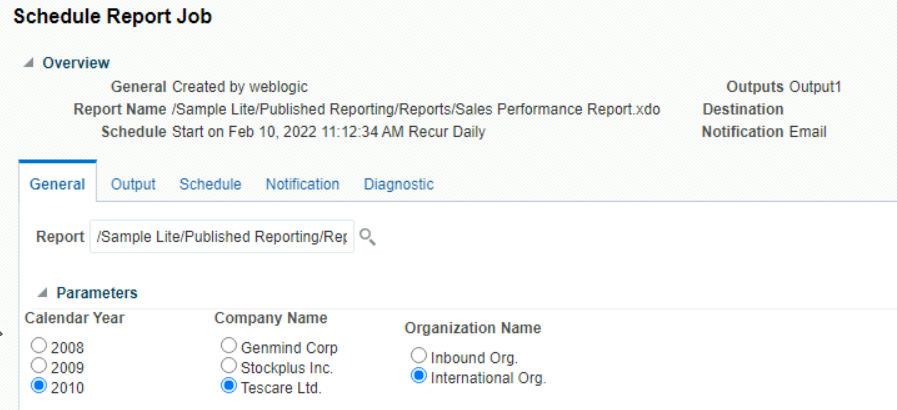 Schedule Report Job
Overview
General Created by weblogic
Outputs Output1
Report Name /Sample Lite/Published Reporting/Reports/Sales Performance Report.xdo
Destination
Schedule Start on Feb 10, 2022 11:12:34 AM Recur Daily
Notification Email
General Output Schedule Notification Diagnostic
Report /Sample Lite/Published Reporting/Rep
Parameters
Calendar Year
2008
2009
2010
Company Name
Genmind Corp
Stockplus Inc.
Tescare Ltd.
Organization Name
Inbound Org.
International Org.